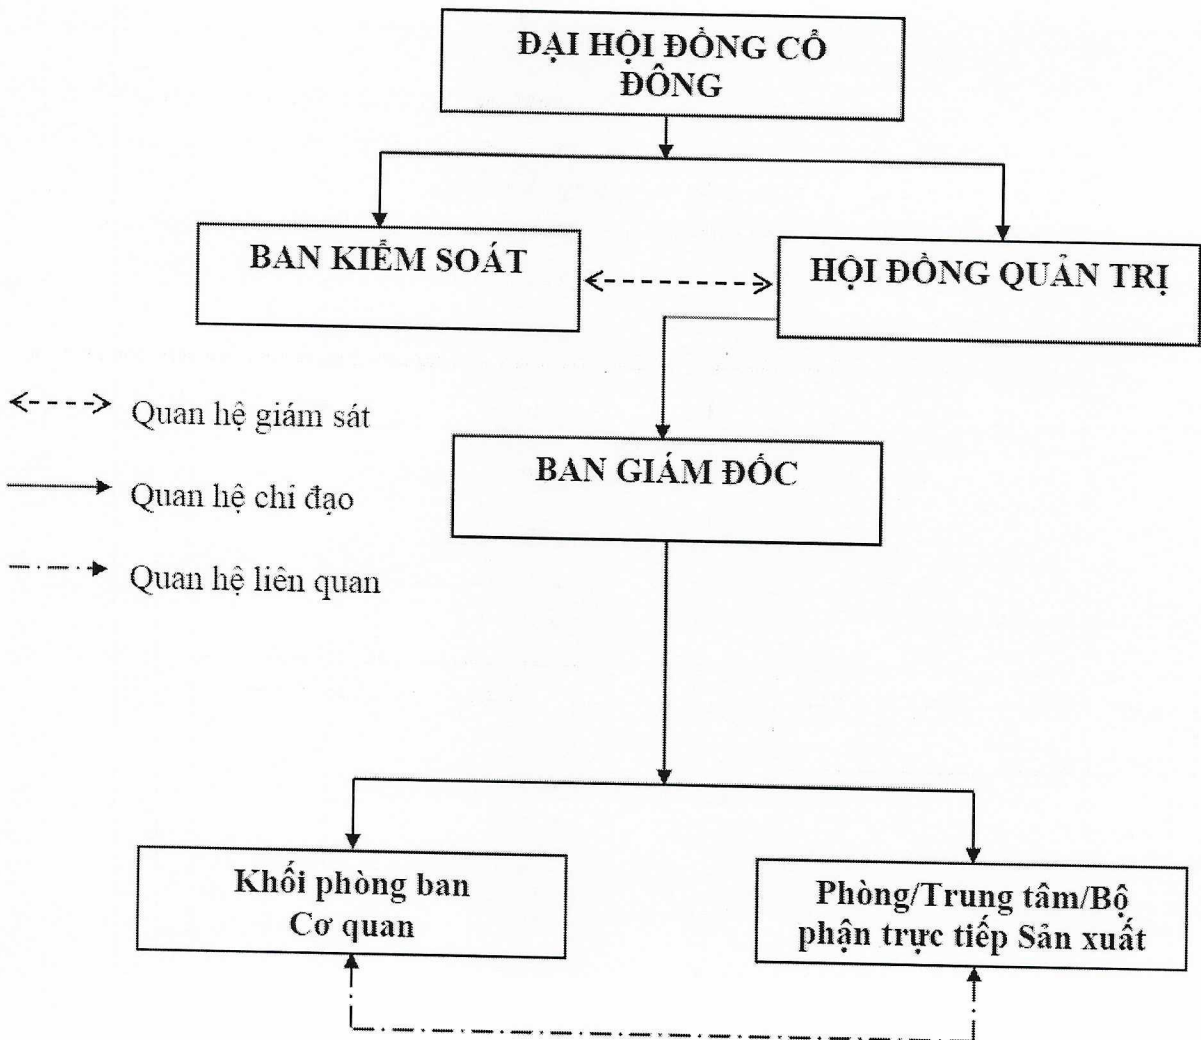 ĐẠI HỘI ĐỒNG CỔ
ĐÔNG
BAN KIỂM SOÁT
HỘI ĐỒNG QUẢN TRỊ
Quan hệ giám sát
BAN GIÁM ĐỐC
Quan hệ chỉ đạo
Quan hệ liên quan
Khối phòng ban
Cơ quan
Phòng/Trung tâm/Bộ
phận trực tiếp Sản xuất